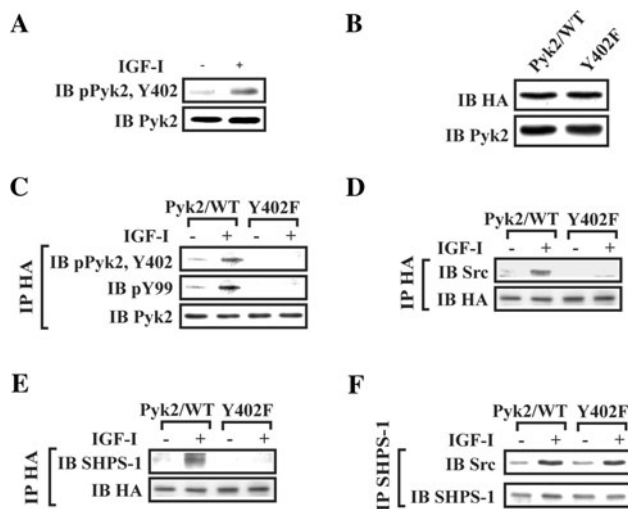 A
IGF-I - +
IB pPyk2, Y402
IB Pyk2
B
Pyk2/WT Y402F
IB HA
IB Pyk2
C
Pyk2/WT Y402F
IGF-I - + - +
IP HA
IB pPyk2, Y402
IB pY99
IB Pyk2
D
Pyk2/WT Y402F
IGF-I - + - +
IP HA
IB Src
IB HA
E
Pyk2/WT Y402F
IGF-I - + - +
IP HA
IB SHPS-1
IB HA
F
Pyk2/WT Y402F
IGF-I - + - +
IP SHPS-1
IB Src
IB SHPS-1